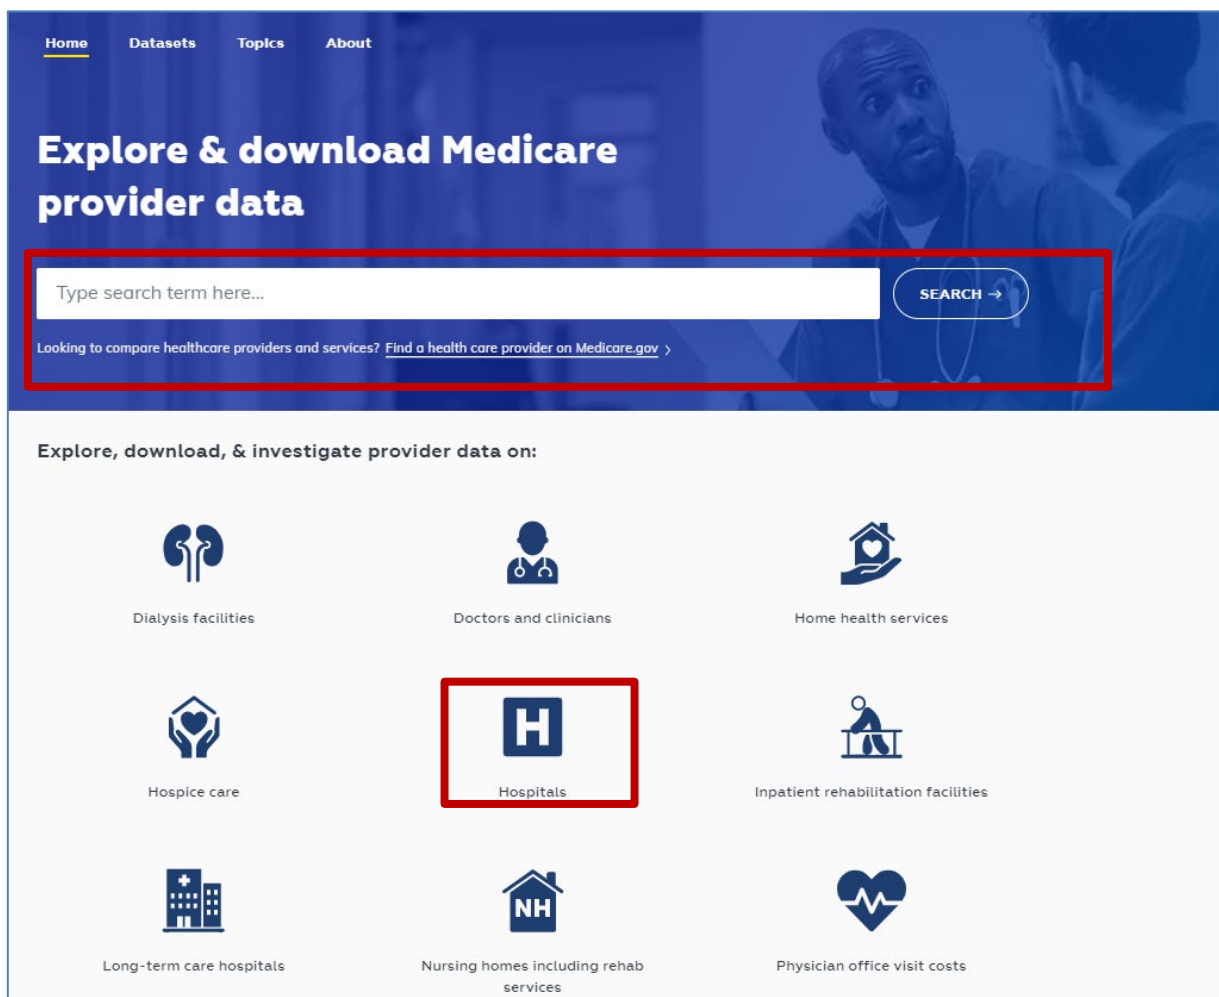 Home Datasets Topics About
Explore & download Medicare
provider data
Type search term here...
SEARCH →
Looking to compare healthcare providers and services? Find a health care provider on Medicare.gov >
Explore, download, & investigate provider data on:
Dialysis facilities
Doctors and clinicians
Home health services
Hospice care
H
Hospitals
Inpatient rehabilitation facilities
Long-term care hospitals
NH
Nursing homes including rehab
services
Physician office visit costs